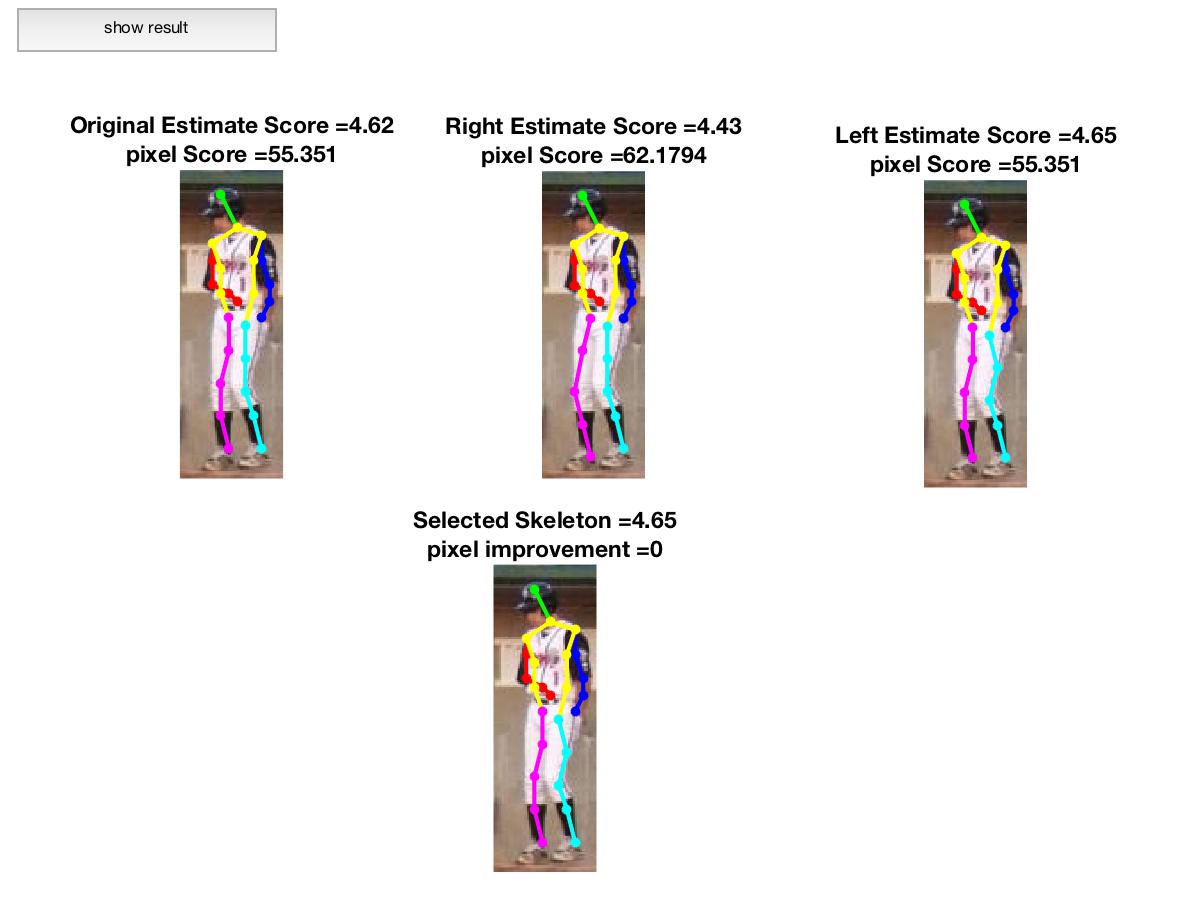 show result
Original Estimate Score =4.62
pixel Score =55.351
Right Estimate Score =4.43
pixel Score =62.1794
Left Estimate Score =4.65
pixel Score =55.351
Selected Skeleton =4.65
pixel improvement =0